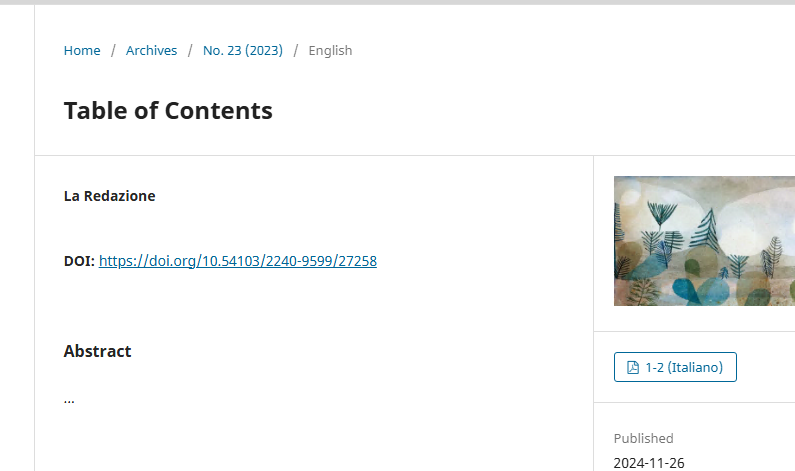 Home / Archives / No. 23 (2023) / English
Table of Contents
La Redazione
DOI: https://doi.org/10.54103/2240-9599/27258
Abstract
...
1-2 (Italiano)
Published
2024-11-26